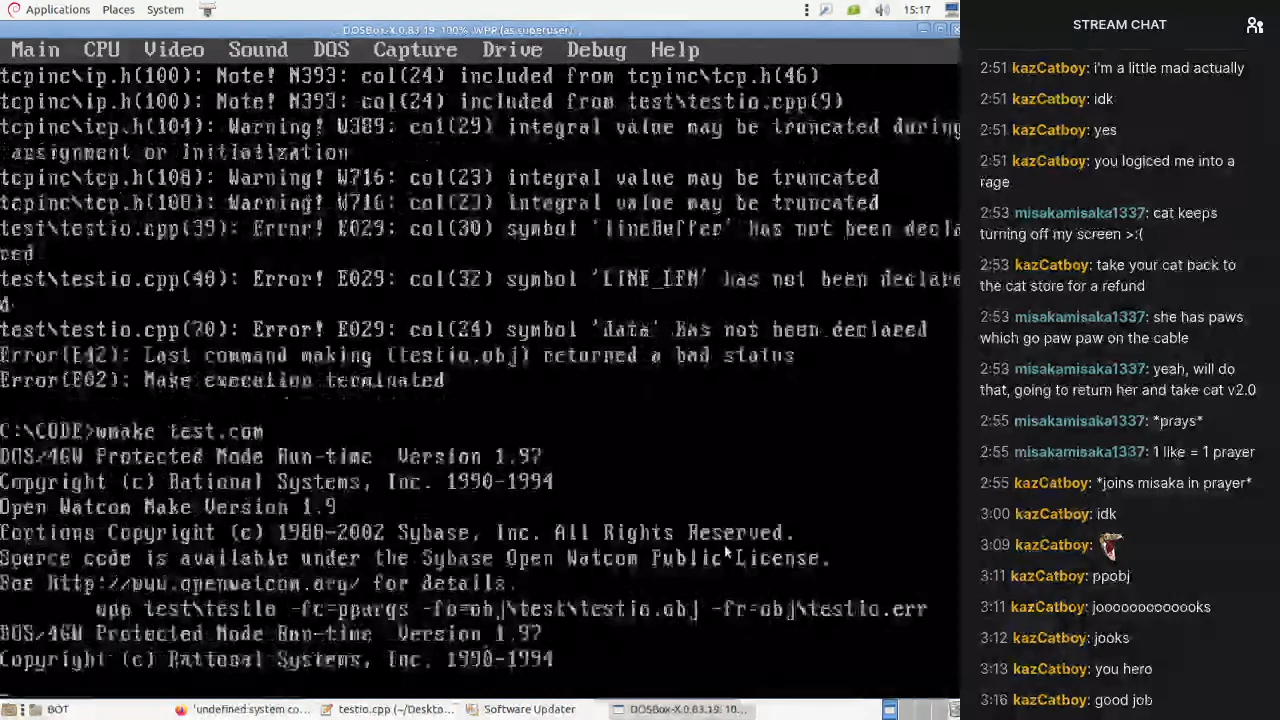 Applications Places System 15:17
DOSBox-X 0.83.19: 100% WPP (as superuser)
Main CPU Video Sound DOS Capture Drive Debug Help
tcpinc\ip.h(100): Note! N393: col(24) included from tcpinc\tcp.h(46)
tcpinc\ip.h(100): Note! N393: col(24) included from test\testio.cpp(9)
tcpinc\tcp.h(104): Warning! W389: col(29) integral value may be truncated during
assignment or initialization
tcpinc\tcp.h(108): Warning! W716: col(23) integral value may be truncated
tcpinc\tcp.h(108): Warning! W716: col(23) integral value may be truncated
test\testio.cpp(39): Error! E029: col(30) symbol 'lineBuffer' has not been decla
red
test\testio.cpp(40): Error! E029: col(32) symbol 'LINE_LEN' has not been declare
d
test\testio.cpp(70): Error! E029: col(24) symbol 'data' has not been declared
Error(E42): Last command making (testio.obj) returned a bad status
Error(E02): Make execution terminated
C:\CODE>wmake test.com
DOS/4GW Protected Mode Run-time Version 1.97
Copyright (c) Rational Systems, Inc. 1990-1994
Open Watcom Make Version 1.9
Portions Copyright (c) 1988-2002 Sybase, Inc. All Rights Reserved.
Source code is available under the Sybase Open Watcom Public License.
See http://www.openwatcom.org/ for details.
wpp test\testio -fc=ppargs -fo=obj\test\testio.obj -fr=obj\testio.err
DOS/4GW Protected Mode Run-time Version 1.97
Copyright (c) Rational Systems, Inc. 1990-1994
BOT 'undefined system co... testio.cpp (~/Deskto... Software Updater DOSBox-X 0.83.19: 10...
STREAM CHAT
2:51 kazCatboy: i'm a little mad actually
2:51 kazCatboy: idk
2:51 kazCatboy: yes
2:51 kazCatboy: you logiced me into a
rage
2:53 misakamisaka1337: cat keeps
turning off my screen >:(
2:53 kazCatboy: take your cat back to
the cat store for a refund
2:53 misakamisaka1337: she has paws
which go paw paw on the cable
2:53 misakamisaka1337: yeah, will do
that, going to return her and take cat v2.0
2:55 misakamisaka1337: *prays*
2:55 misakamisaka1337: 1 like = 1 prayer
2:55 kazCatboy: *joins misaka in prayer*
3:00 kazCatboy: idk
3:09 kazCatboy:
3:11 kazCatboy: ppobj
3:11 kazCatboy: joooooooooooooks
3:12 kazCatboy: jooks
3:13 kazCatboy: you hero
3:16 kazCatboy: good job